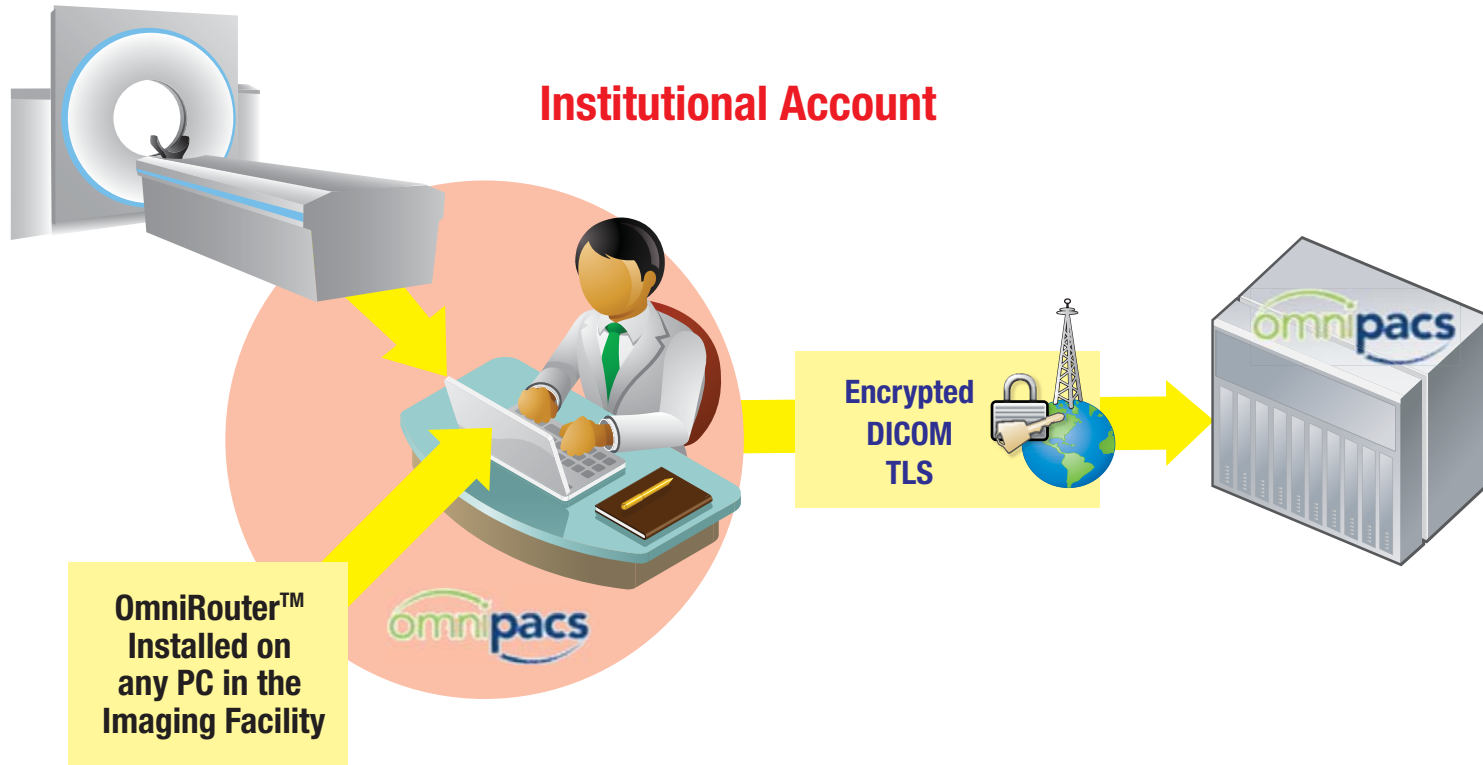 Institutional Account
Encrypted
DICOM
TLS
omnipacs
OmniRouter™
Installed on
any PC in the
Imaging Facility
omnipacs